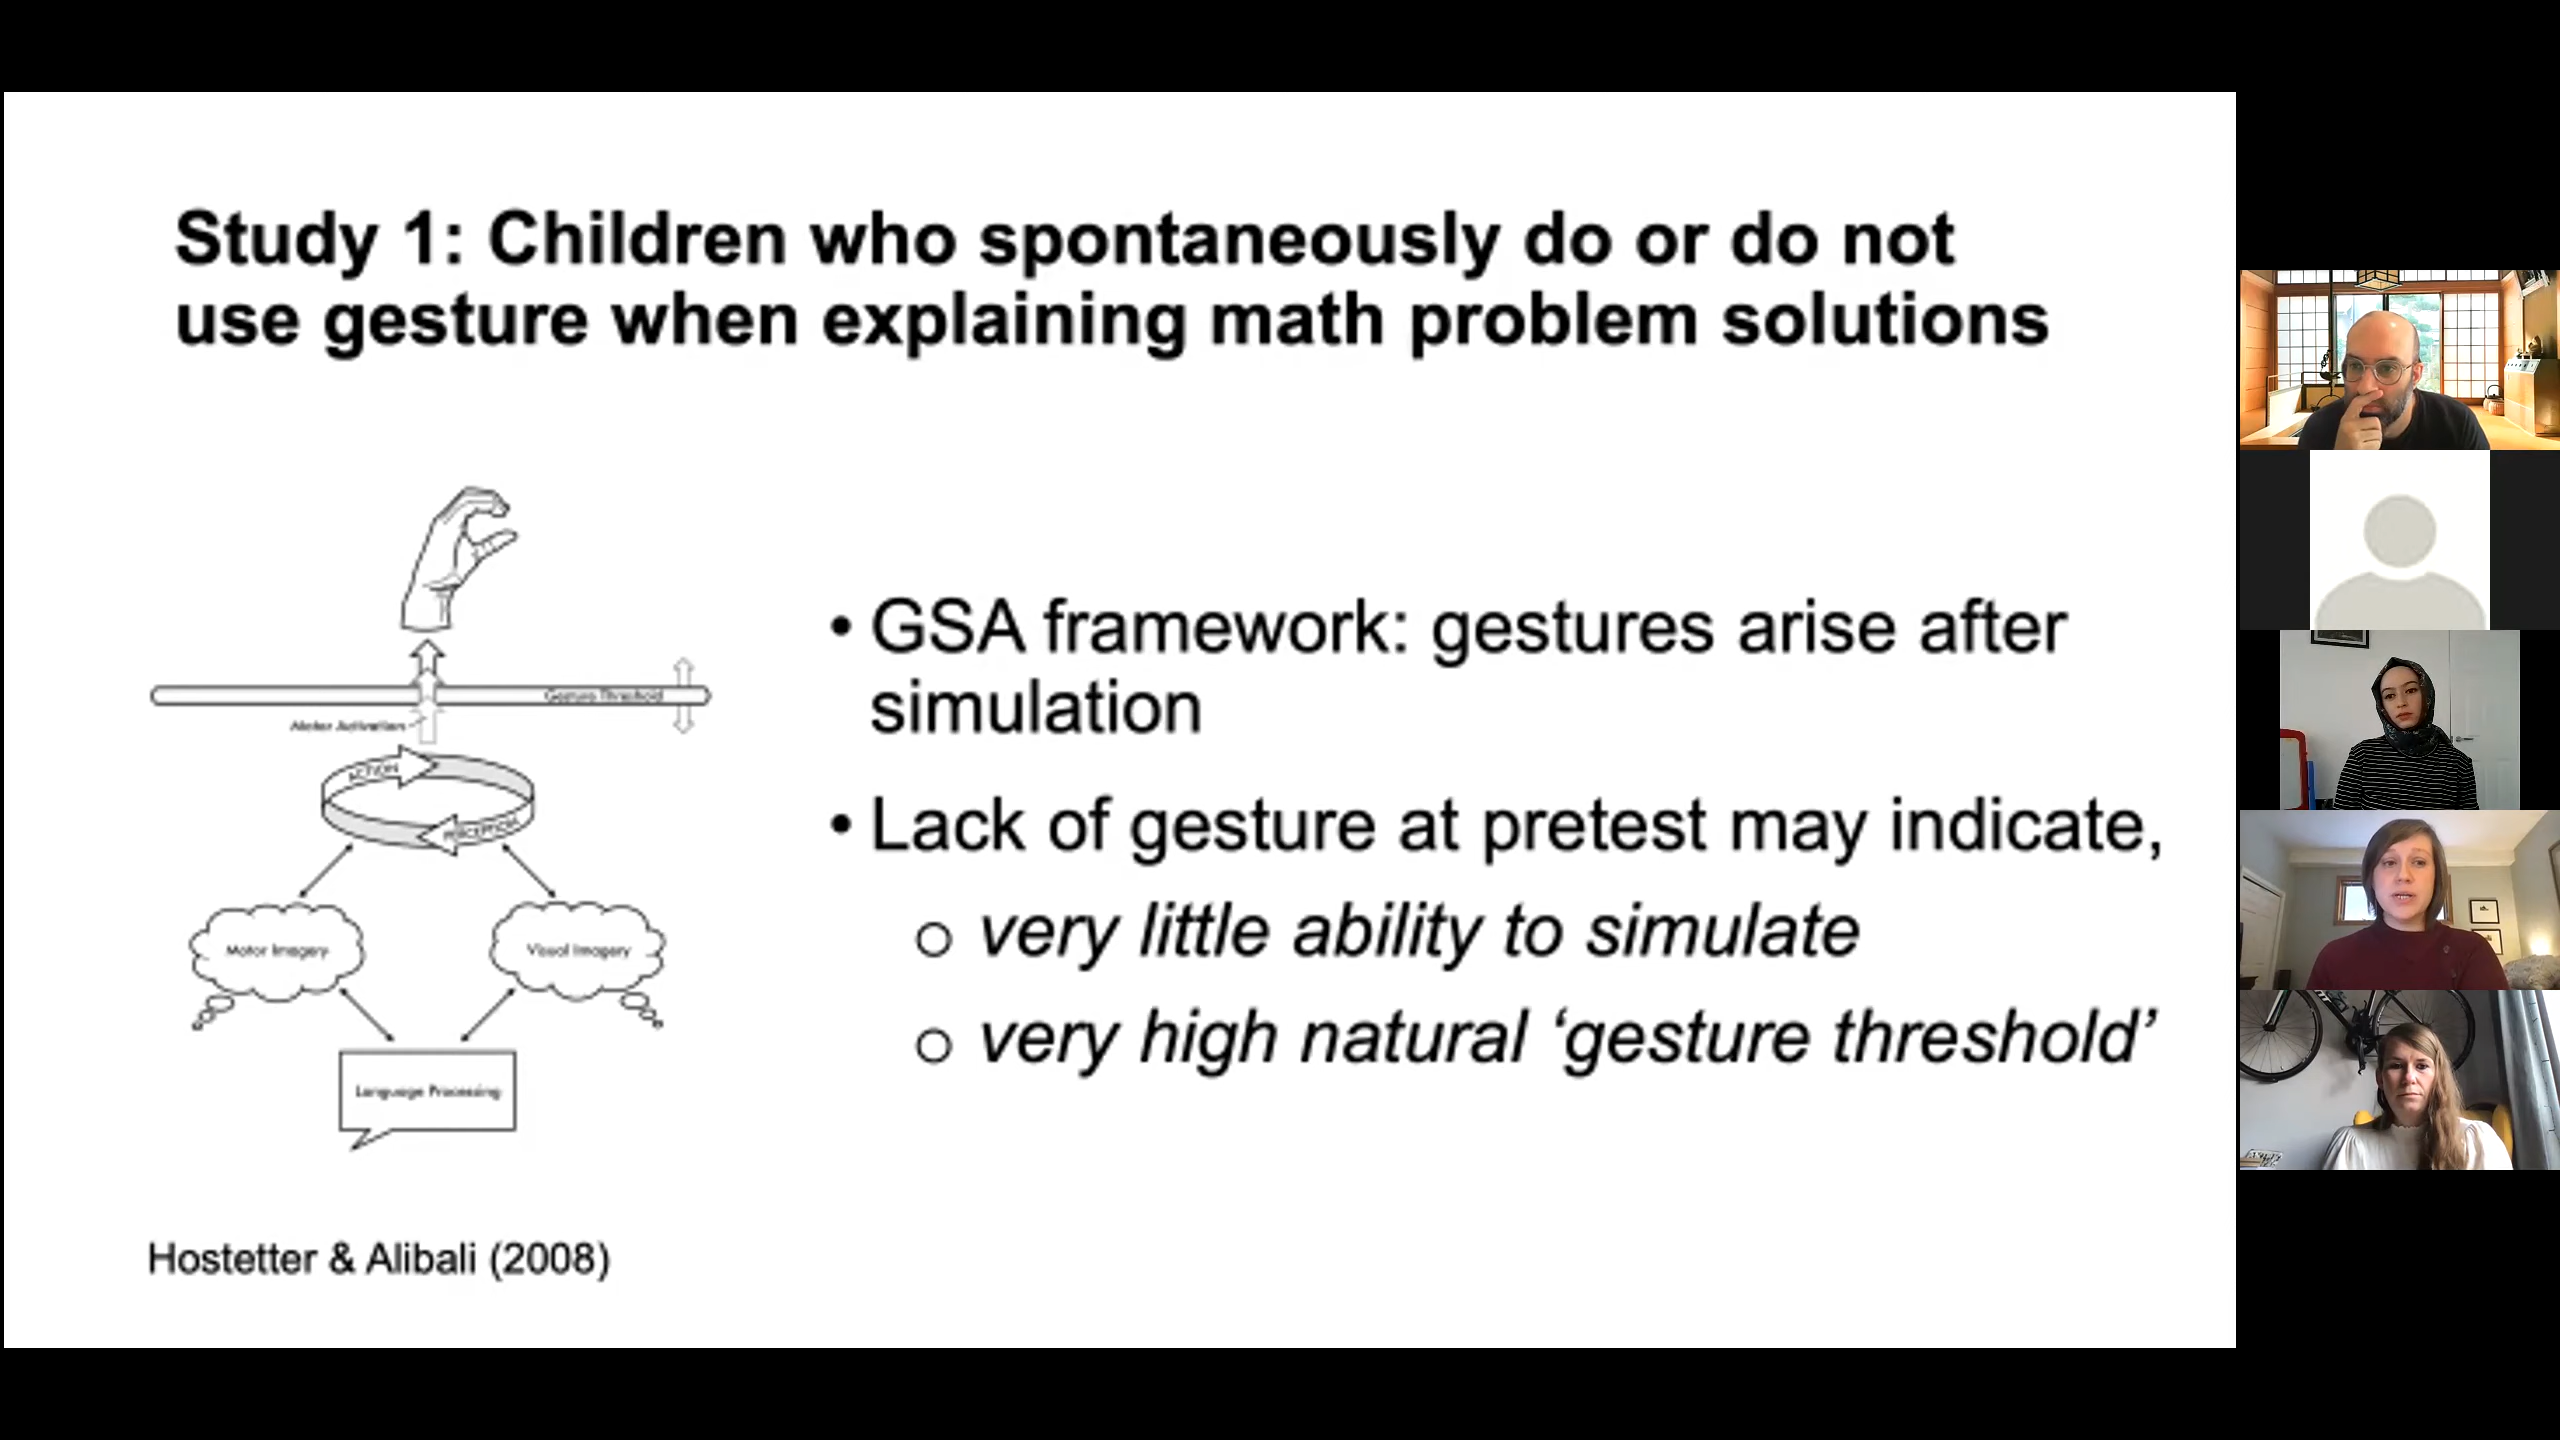 Study 1: Children who spontaneously do or do not
use gesture when explaining math problem solutions
Gesture Threshold
Motor Activation
ACTION
PERCEPTION
Motor Imagery
Visual Imagery
Language Processing
• GSA framework: gestures arise after
simulation
• Lack of gesture at pretest may indicate,
o very little ability to simulate
o very high natural ‘gesture threshold’
Hostetter & Alibali (2008)